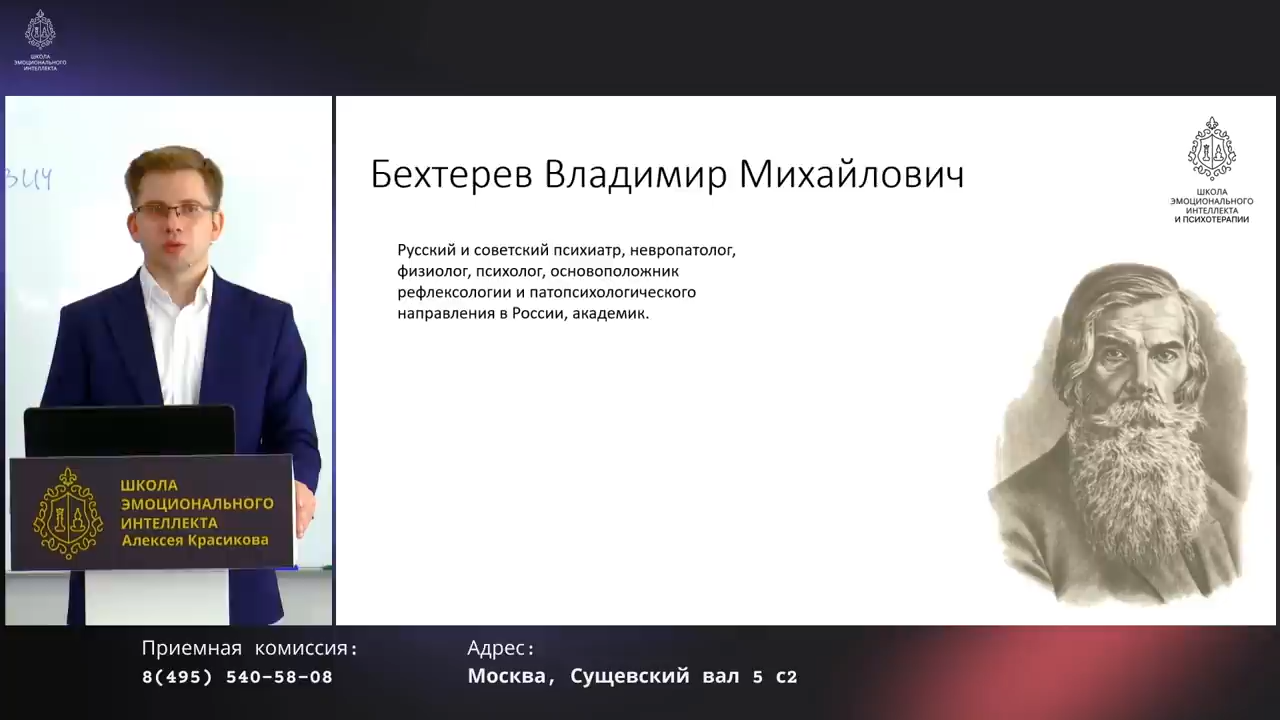 ШКОЛА
ЭМОЦИОНАЛЬНОГО
ИНТЕЛЛЕКТА
Бехтерев Владимир Михайлович
ШКОЛА
ЭМОЦИОНАЛЬНОГО
ИНТЕЛЛЕКТА
И ПСИХОТЕРАПИИ
Русский и советский психиатр, невропатолог,
физиолог, психолог, основоположник
рефлексологии и патопсихологического
направления в России, академик.
ШКОЛА
ЭМОЦИОНАЛЬНОГО
ИНТЕЛЛЕКТА
Алексея Красикова
Приемная комиссия:
8(495) 540-58-08
Адрес:
Москва, Сущевский вал 5 с2